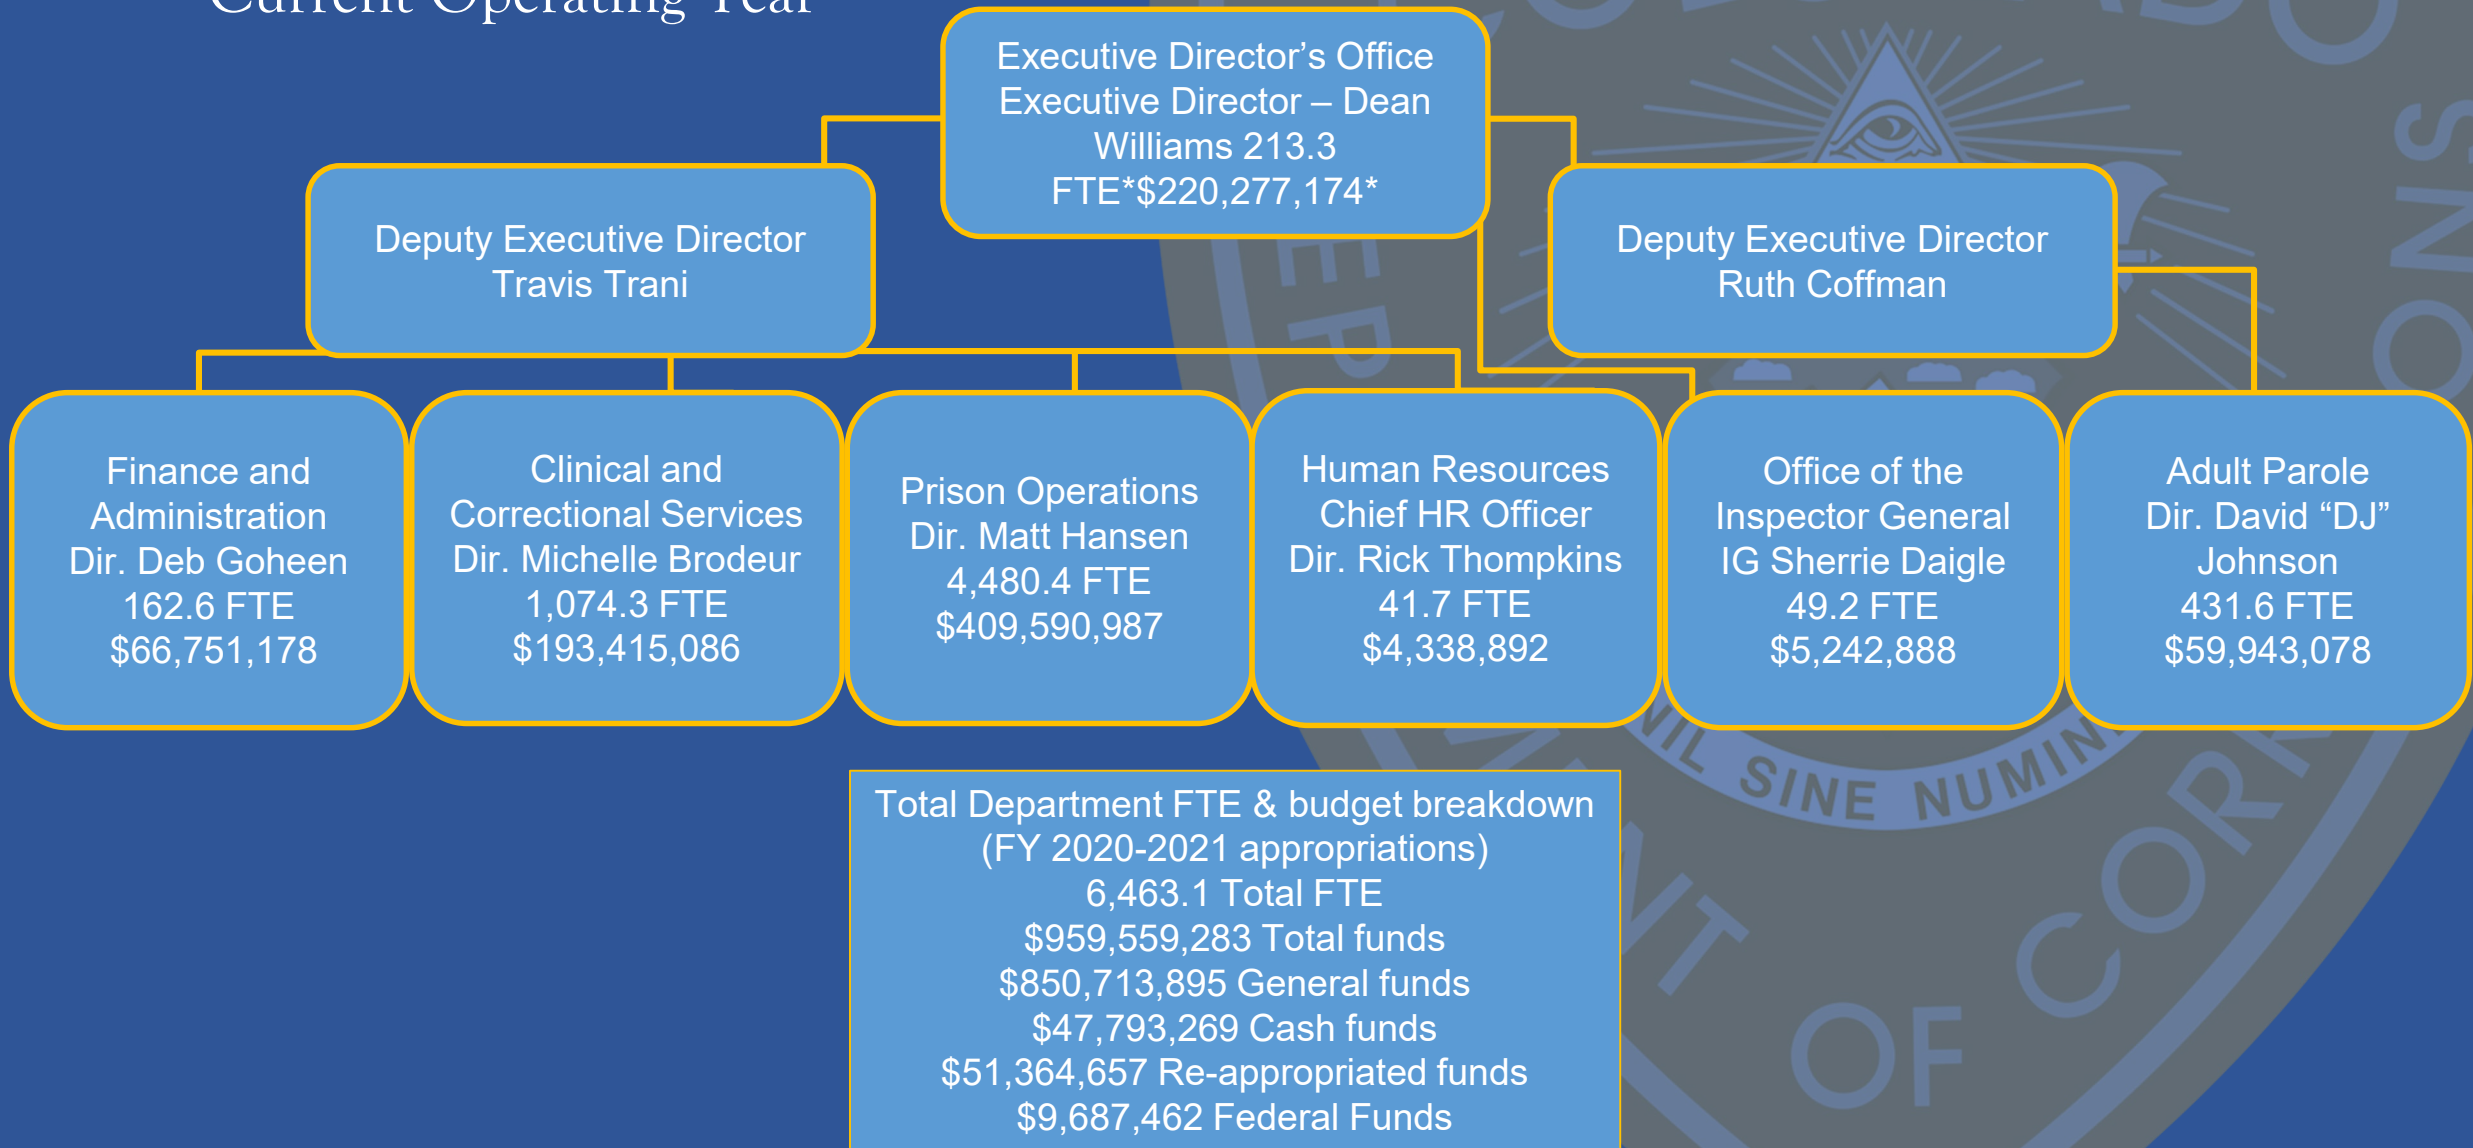 Current Operating Year
Executive Director’s Office
Executive Director – Dean
Williams 213.3
FTE*$220,277,174*
Deputy Executive Director
Travis Trani
Deputy Executive Director
Ruth Coffman
Finance and
Administration
Dir. Deb Goheen
162.6 FTE
$66,751,178
Clinical and
Correctional Services
Dir. Michelle Brodeur
1,074.3 FTE
$193,415,086
Prison Operations
Dir. Matt Hansen
4,480.4 FTE
$409,590,987
Human Resources
Chief HR Officer
Dir. Rick Thompkins
41.7 FTE
$4,338,892
Office of the
Inspector General
IG Sherrie Daigle
49.2 FTE
$5,242,888
Adult Parole
Dir. David “DJ”
Johnson
431.6 FTE
$59,943,078
Total Department FTE & budget breakdown
(FY 2020-2021 appropriations)
6,463.1 Total FTE
$959,559,283 Total funds
$850,713,895 General funds
$47,793,269 Cash funds
$51,364,657 Re-appropriated funds
$9,687,462 Federal Funds
NIL SINE NUMIN
OF